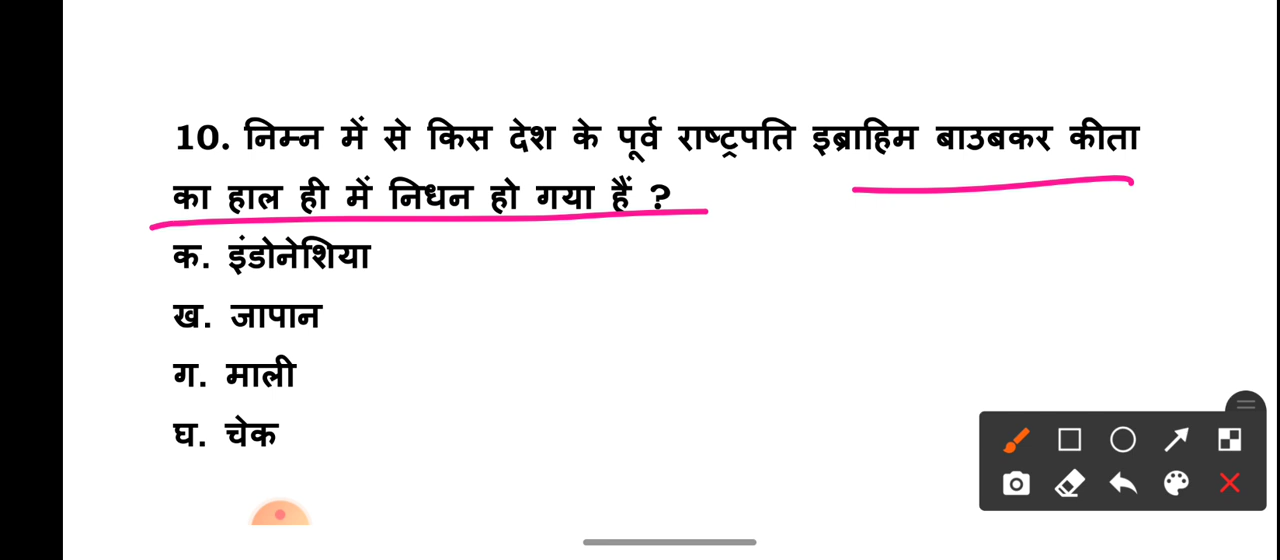 10. निम्न में से किस देश के पूर्व राष्ट्रपति इब्राहिम बाउबकर कीता
का हाल ही में निधन हो गया हैं ?
क. इंडोनेशिया
ख. जापान
ग. माली
घ. चेक